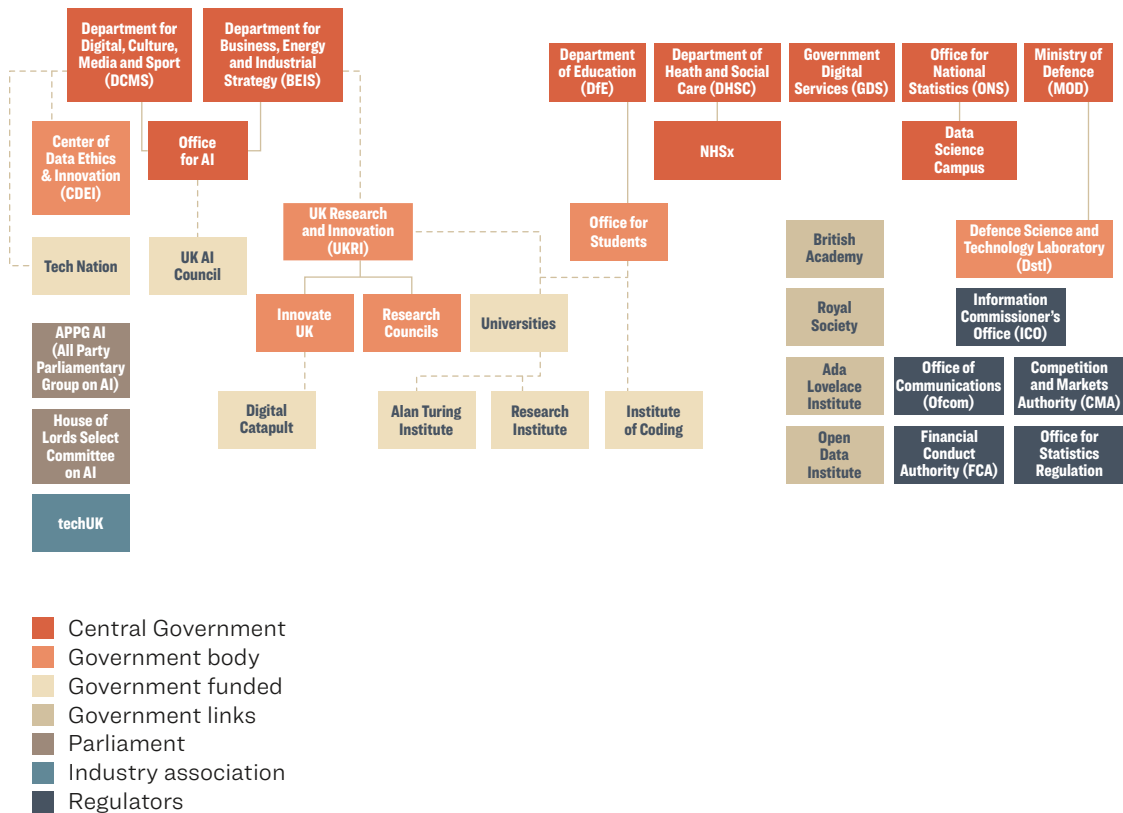 Department for
Digital, Culture,
Media and Sport
(DCMS)
Department for
Business, Energy
and Industrial
Strategy (BEIS)
Department
of Education
(DfE)
Department of
Heath and Social
Care (DHSC)
Government
Digital
Services (GDS)
Office for
National
Statistics (ONS)
Ministry of
Defence
(MOD)
Center of
Data Ethics
& Innovation
(CDEI)
Office
for AI
NHSx
Data
Science
Campus
UK Research
and Innovation
(UKRI)
Office for
Students
British
Academy
Defence Science and
Technology Laboratory
(Dstl)
Tech Nation
UK AI
Council
Innovate
UK
Research
Councils
Universities
Royal
Society
Information
Commissioner's
Office (ICO)
APPG AI
(All Party
Parliamentary
Group on AI)
Ada
Lovelace
Institute
Office of
Communications
(Ofcom)
Competition
and Markets
Authority (CMA)
Digital
Catapult
Alan Turing
Institute
Research
Institute
Institute
of Coding
House of
Lords Select
Committee
on AI
Open
Data
Institute
Financial
Conduct
Authority (FCA)
Office for
Statistics
Regulation
techUK
Central Government
Government body
Government funded
Government links
Parliament
Industry association
Regulators